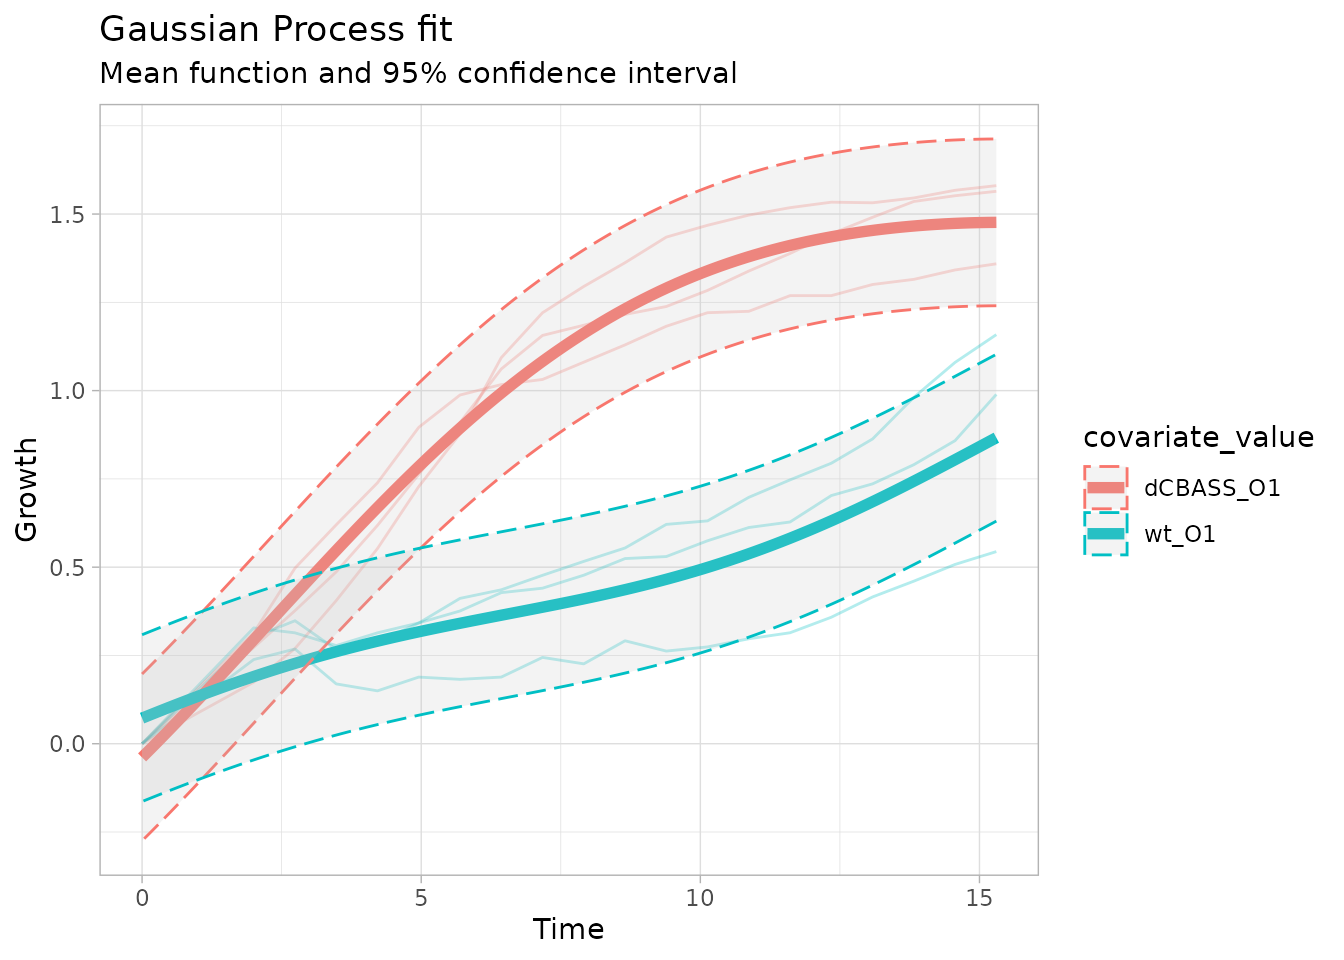 Gaussian Process fit
Mean function and 95% confidence interval
Growth
1.5
1.0
0.5
0.0
0
5
10
15
Time
covariate_value
dCBASS_O1
wt_O1